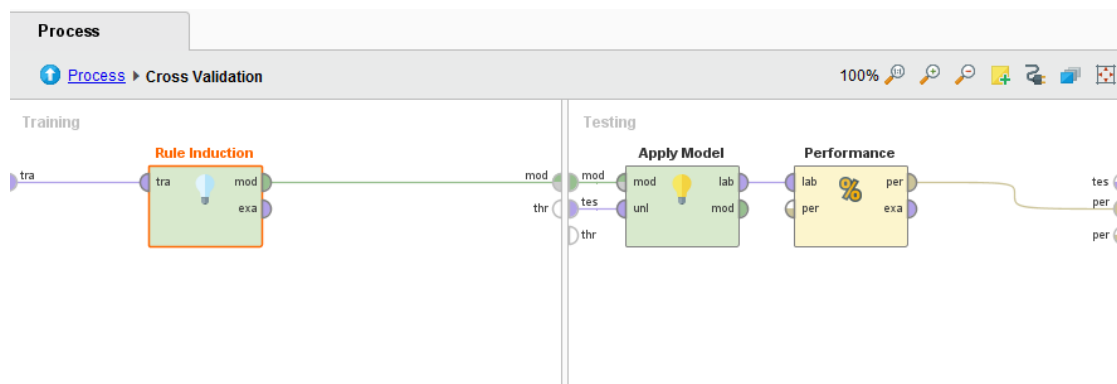 Process
Process Cross Validation 100%
Training
Rule Induction
tra
tra mod
exa
mod
thr
Testing
Apply Model
Performance
mod
tes
thr
mod lab
unl mod
lab per
per exa
tes
per
per